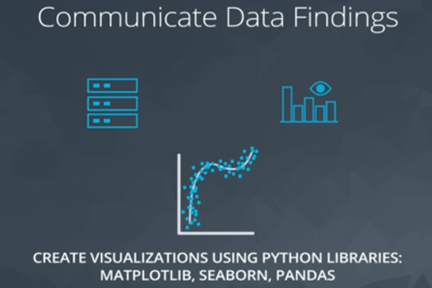 Communicate Data Findings
CREATE VISUALIZATIONS USING PYTHON LIBRARIES:
MATPLOTLIB, SEABORN, PANDAS